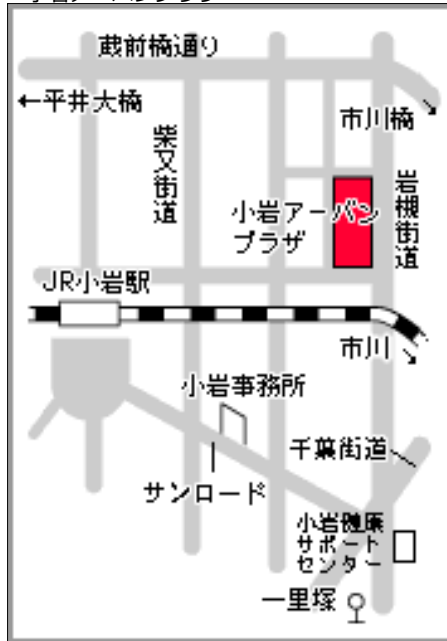 蔵前橋通り
←平井大橋
市川橋
柴又街道
岩槻街道
小岩アーバン
プラザ
JR小岩駅
市川
小岩事務所
千葉街道
サンロード
小岩健康
サポート
センター
一里塚